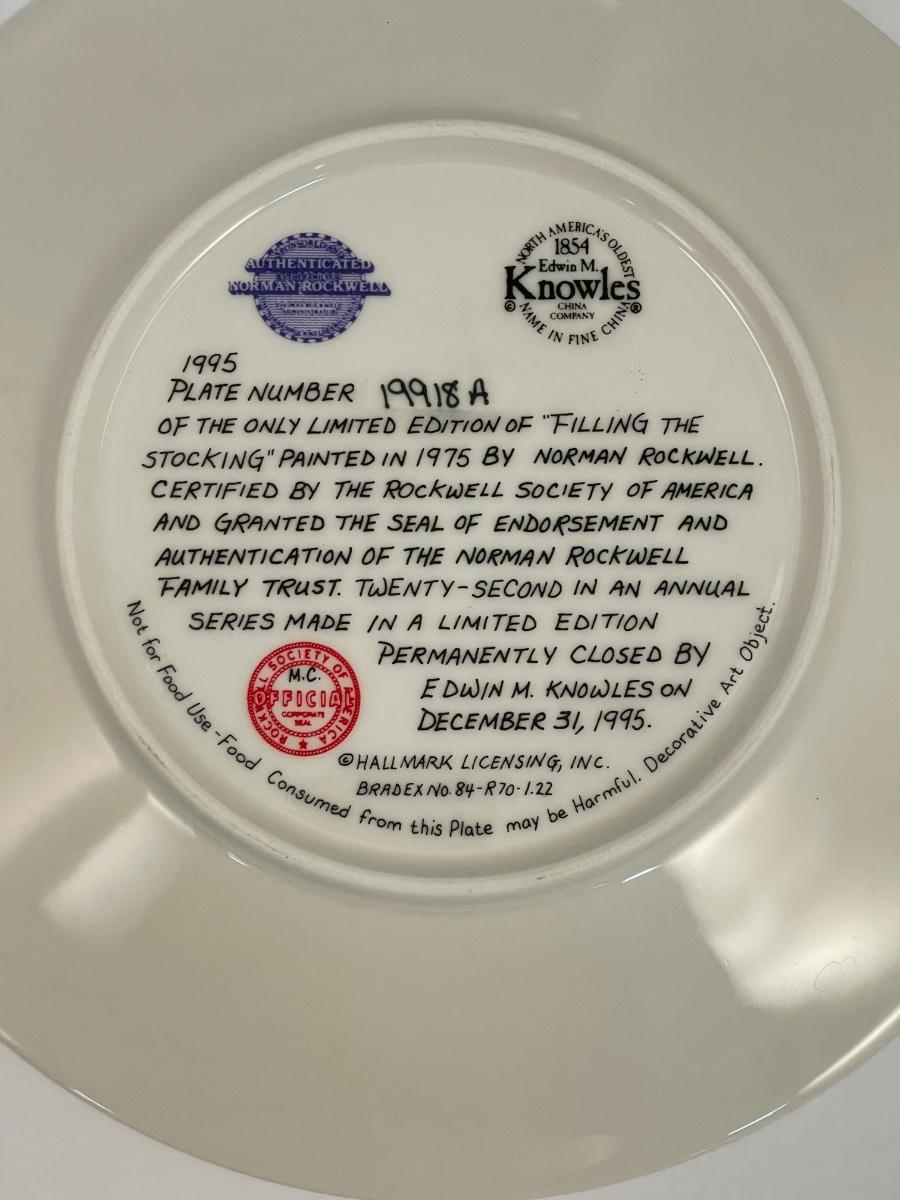 AUTHENTICATED
NORMAN ROCKWELL
NORMAN ROCKWELL
ADMINISTRATOR
NORTH AMERICA'S OLDEST
1854
Edwin M.
Knowles
CHINA
COMPANY
© NAME IN FINE CHINA ®
1995
PLATE NUMBER 19918A
OF THE ONLY LIMITED EDITION OF "FILLING THE
STOCKING" PAINTED IN 1975 BY NORMAN ROCKWELL.
CERTIFIED BY THE ROCKWELL SOCIETY OF AMERICA
AND GRANTED THE SEAL OF ENDORSEMENT AND
AUTHENTICATION OF THE NORMAN ROCKWELL
FAMILY TRUST. TWENTY-SECOND IN AN ANNUAL
SERIES MADE IN A LIMITED EDITION
PERMANENTLY CLOSED BY
EDWIN M. KNOWLES ON
DECEMBER 31, 1995.
ROCKWELL SOCIETY OF AMERICA
M.C.
OFFICIAL
CORPORATE
SEAL
©HALLMARK LICENSING, INC.
BRADEX NO. 84-R70-1.22
Not for Food Use - Food Consumed from this Plate may be Harmful. Decorative Art Object.